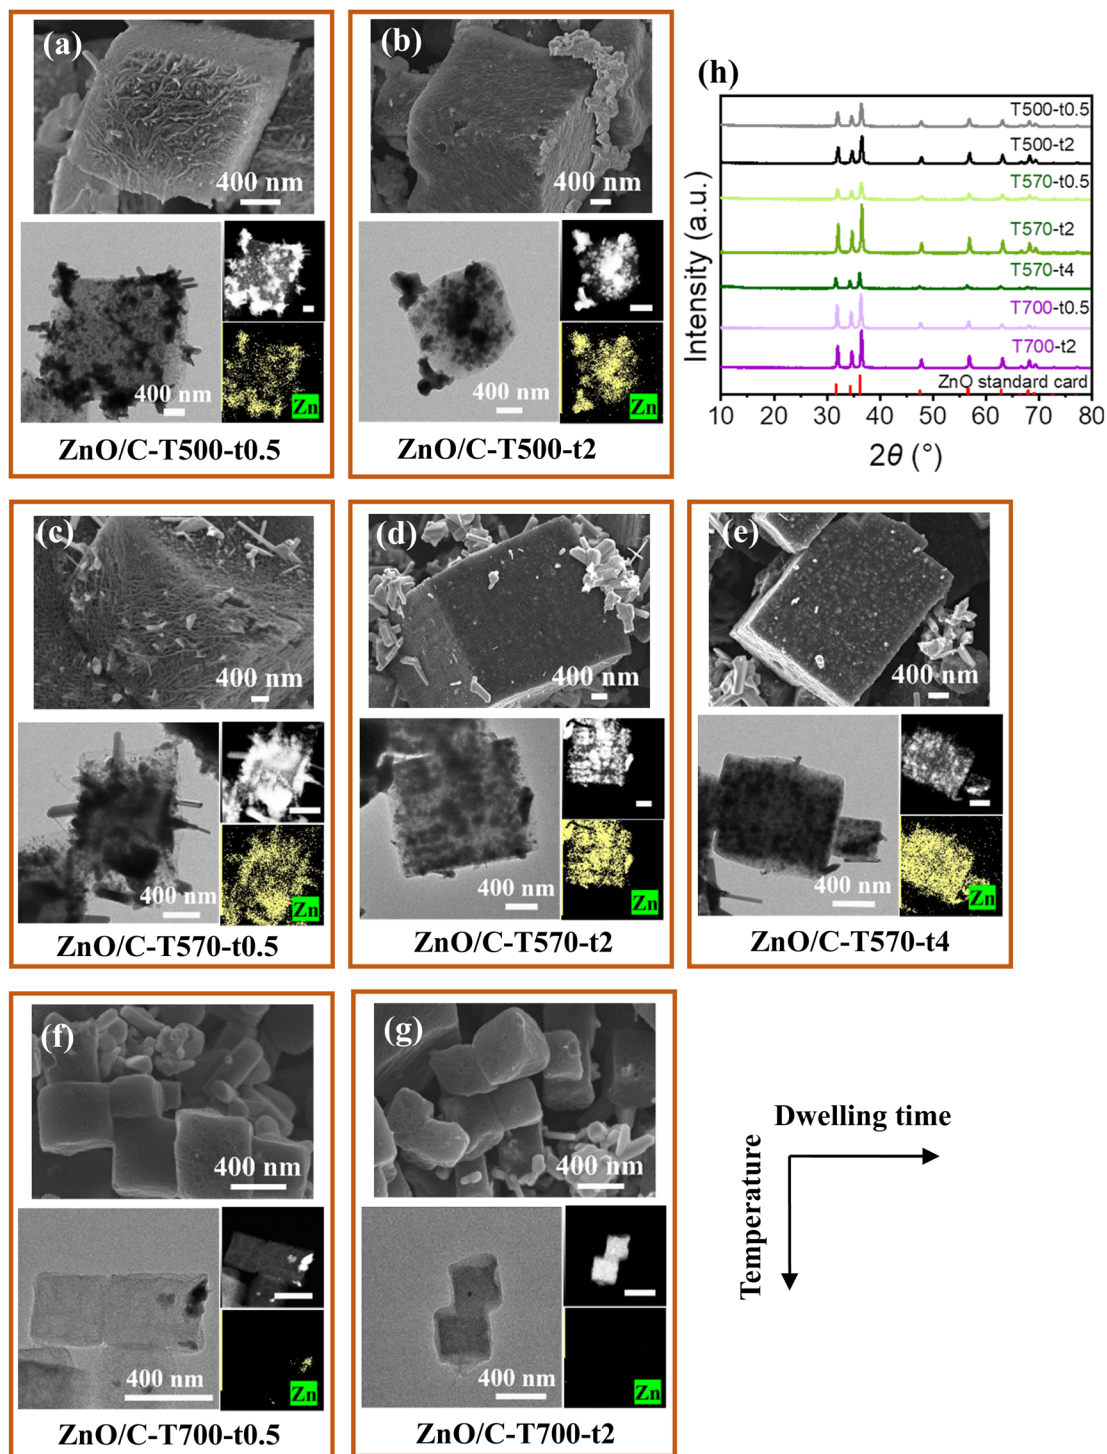 (a)
400 nm
400 nm
Zn
ZnO/C-T500-t0.5
(b)
400 nm
400 nm
Zn
ZnO/C-T500-t2
(h)
Intensity (a.u.)
T500-t0.5
T500-t2
T570-t0.5
T570-t2
T570-t4
T700-t0.5
T700-t2
ZnO standard card
10 20 30 40 50 60 70 80
2θ (°)
(c)
400 nm
400 nm
Zn
ZnO/C-T570-t0.5
(d)
400 nm
400 nm
Zn
ZnO/C-T570-t2
(e)
400 nm
400 nm
Zn
ZnO/C-T570-t4
(f)
400 nm
400 nm
Zn
ZnO/C-T700-t0.5
(g)
400 nm
400 nm
Zn
ZnO/C-T700-t2
Dwelling time
Temperature